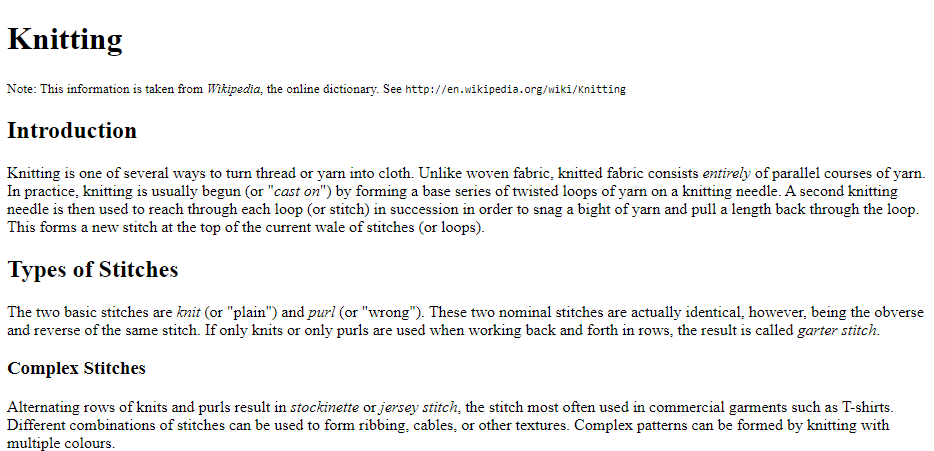 Knitting
Note: This information is taken from Wikipedia, the online dictionary. See http://en.wikipedia.org/wiki/Knitting
Introduction
Knitting is one of several ways to turn thread or yarn into cloth. Unlike woven fabric, knitted fabric consists entirely of parallel courses of yarn.
In practice, knitting is usually begun (or "cast on") by forming a base series of twisted loops of yarn on a knitting needle. A second knitting
needle is then used to reach through each loop (or stitch) in succession in order to snag a bight of yarn and pull a length back through the loop.
This forms a new stitch at the top of the current wale of stitches (or loops).
Types of Stitches
The two basic stitches are knit (or "plain") and purl (or "wrong"). These two nominal stitches are actually identical, however, being the obverse
and reverse of the same stitch. If only knits or only purls are used when working back and forth in rows, the result is called garter stitch.
Complex Stitches
Alternating rows of knits and purls result in stockinette or jersey stitch, the stitch most often used in commercial garments such as T-shirts.
Different combinations of stitches can be used to form ribbing, cables, or other textures. Complex patterns can be formed by knitting with
multiple colours.